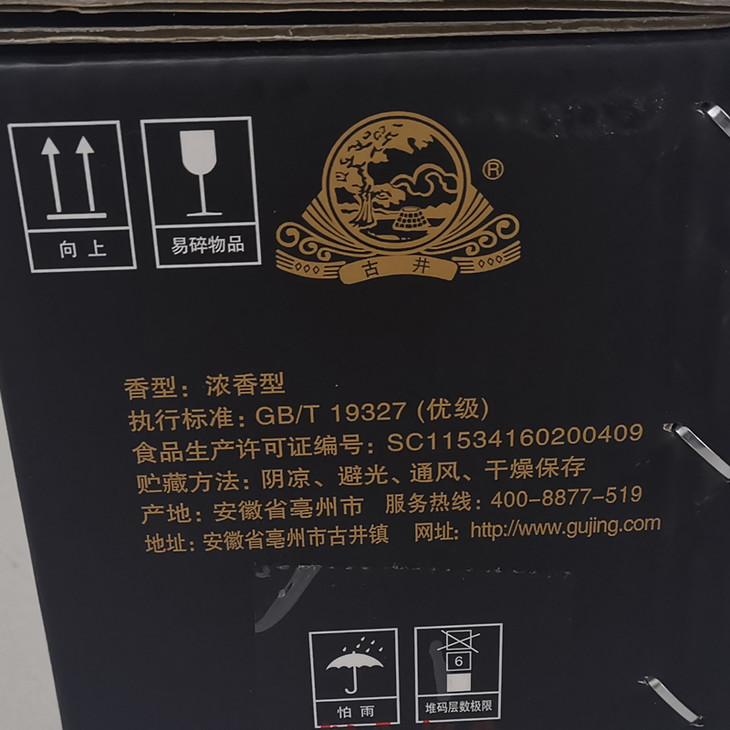 向上
易碎物品
®
古井
香型：浓香型
执行标准：GB/T 19327 (优级)
食品生产许可证编号：SC11534160200409
贮藏方法：阴凉、避光、通风、干燥保存
产地：安徽省亳州市 服务热线：400-8877-519
地址：安徽省亳州市古井镇 网址：http://www.gujing.com
怕雨
6
堆码层数极限